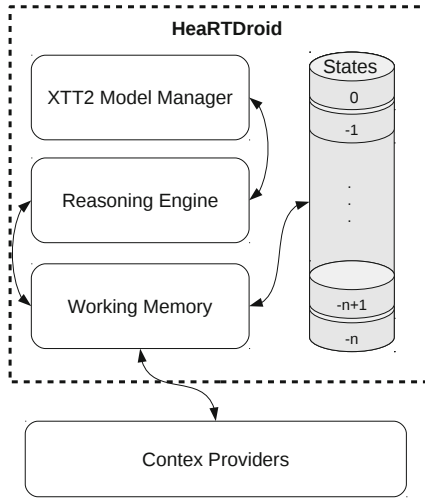 HeaRTDroid
XTT2 Model Manager
Reasoning Engine
Working Memory
States
0
-1
.
.
.
-n+1
-n
Contex Providers